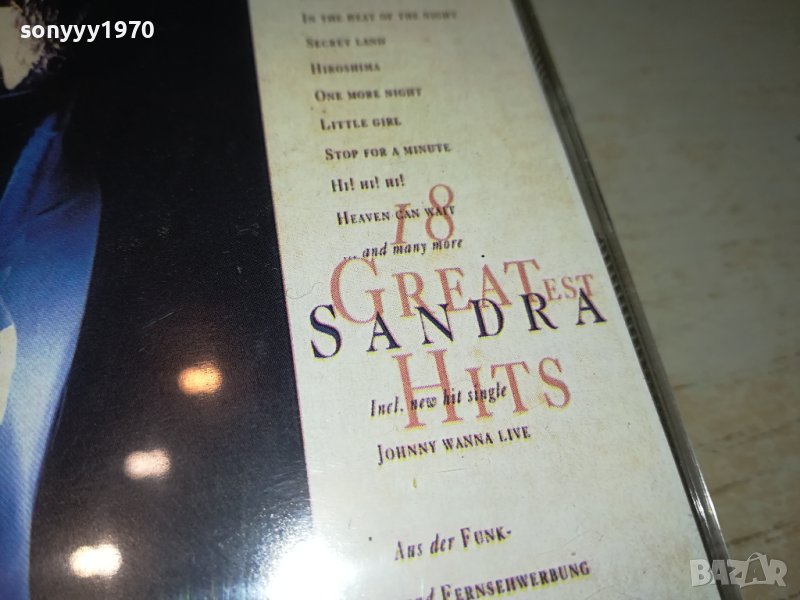 sonyyy1970
IN THE HEAT OF THE NIGHT
SECRET LAND
HIROSHIMA
ONE MORE NIGHT
LITTLE GIRL
STOP FOR A MINUTE
HI! HI! HI!
HEAVEN CAN WAIT
... and many more
18
GREATEST
SANDRA
HITS
Incl. new hit single
JOHNNY WANNA LIVE
Aus der FUNK-
FERNSEHWERBUNG
BAZAR